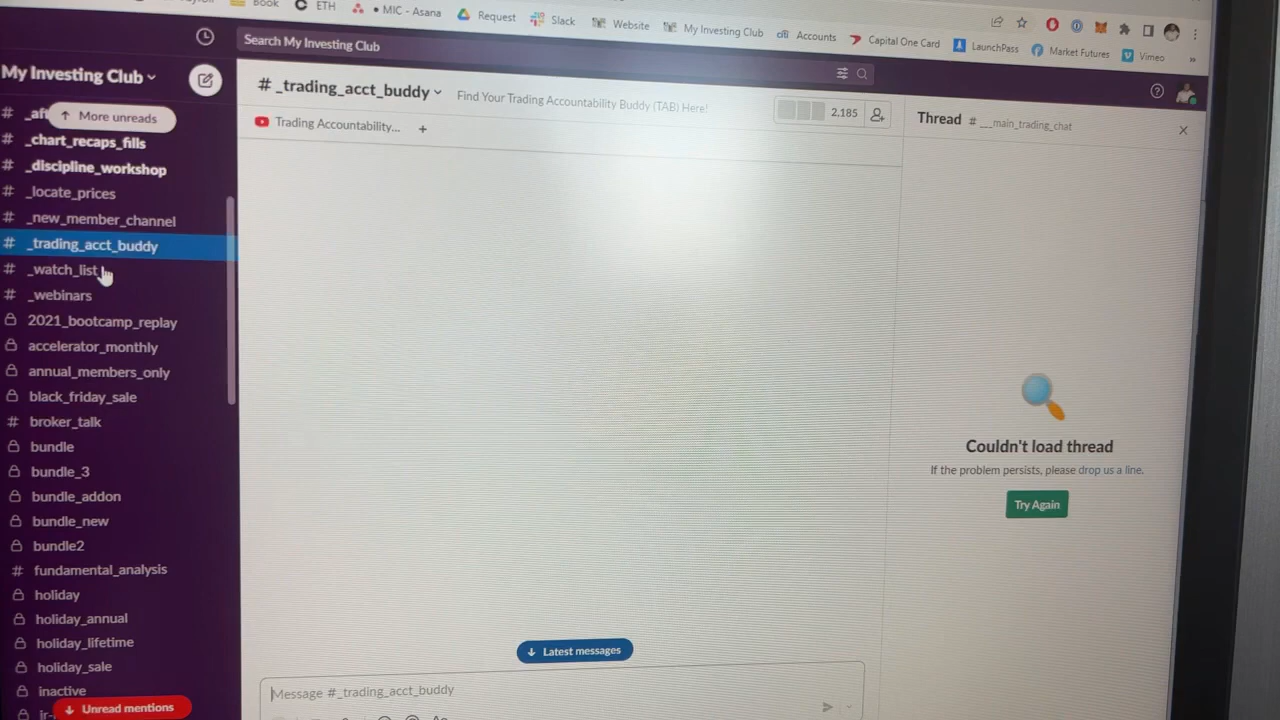 Book
ETH
• MIC - Asana
Request
Slack
Website
My Investing Club
Accounts
Capital One Card
LaunchPass
Market Futures
Vimeo
»
Search My Investing Club
My Investing Club
↑ More unreads
# _chart_recaps_fills
# _discipline_workshop
# _locate_prices
# _new_member_channel
# _trading_acct_buddy
# _watch_list
# _webinars
2021_bootcamp_replay
accelerator_monthly
annual_members_only
black_friday_sale
# broker_talk
bundle
bundle_3
bundle_addon
bundle_new
bundle2
# fundamental_analysis
holiday
holiday_annual
holiday_lifetime
holiday_sale
inactive
↓ Unread mentions
# _trading_acct_buddy
Find Your Trading Accountability Buddy (TAB) Here!
2,185
Trading Accountability... +
↓ Latest messages
Message #_trading_acct_buddy
Thread # ___main_trading_chat
Couldn't load thread
If the problem persists, please drop us a line.
Try Again